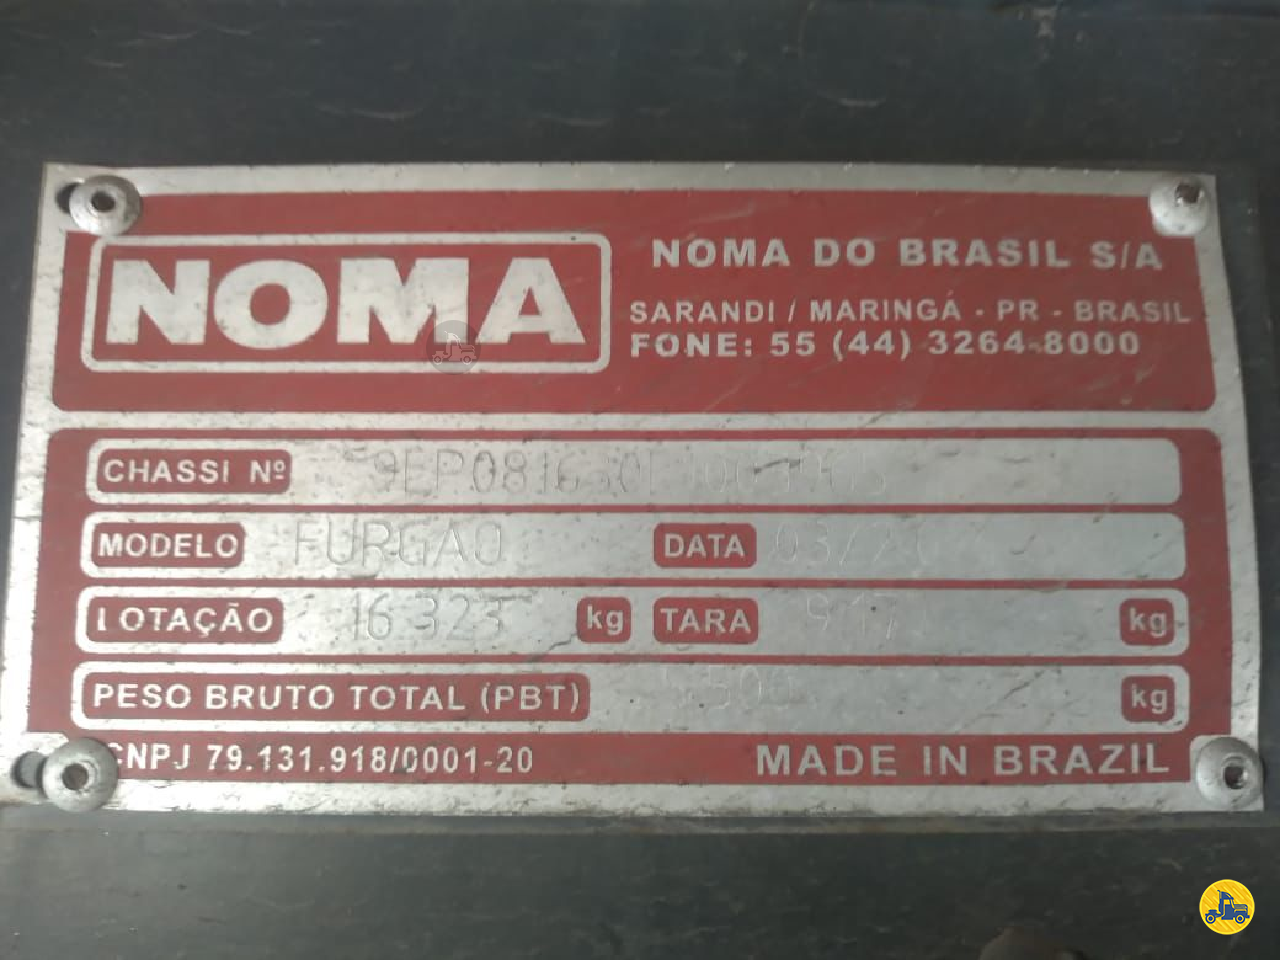 NOMA
NOMA DO BRASIL S/A
SARANDI / MARINGÁ - PR - BRASIL
FONE: 55 (44) 3264-8000
CHASSI Nº
MODELO FURGAO DATA
LOTAÇÃO 16.323 kg TARA kg
PESO BRUTO TOTAL (PBT) kg
CNPJ 79.131.918/0001-20
MADE IN BRAZIL